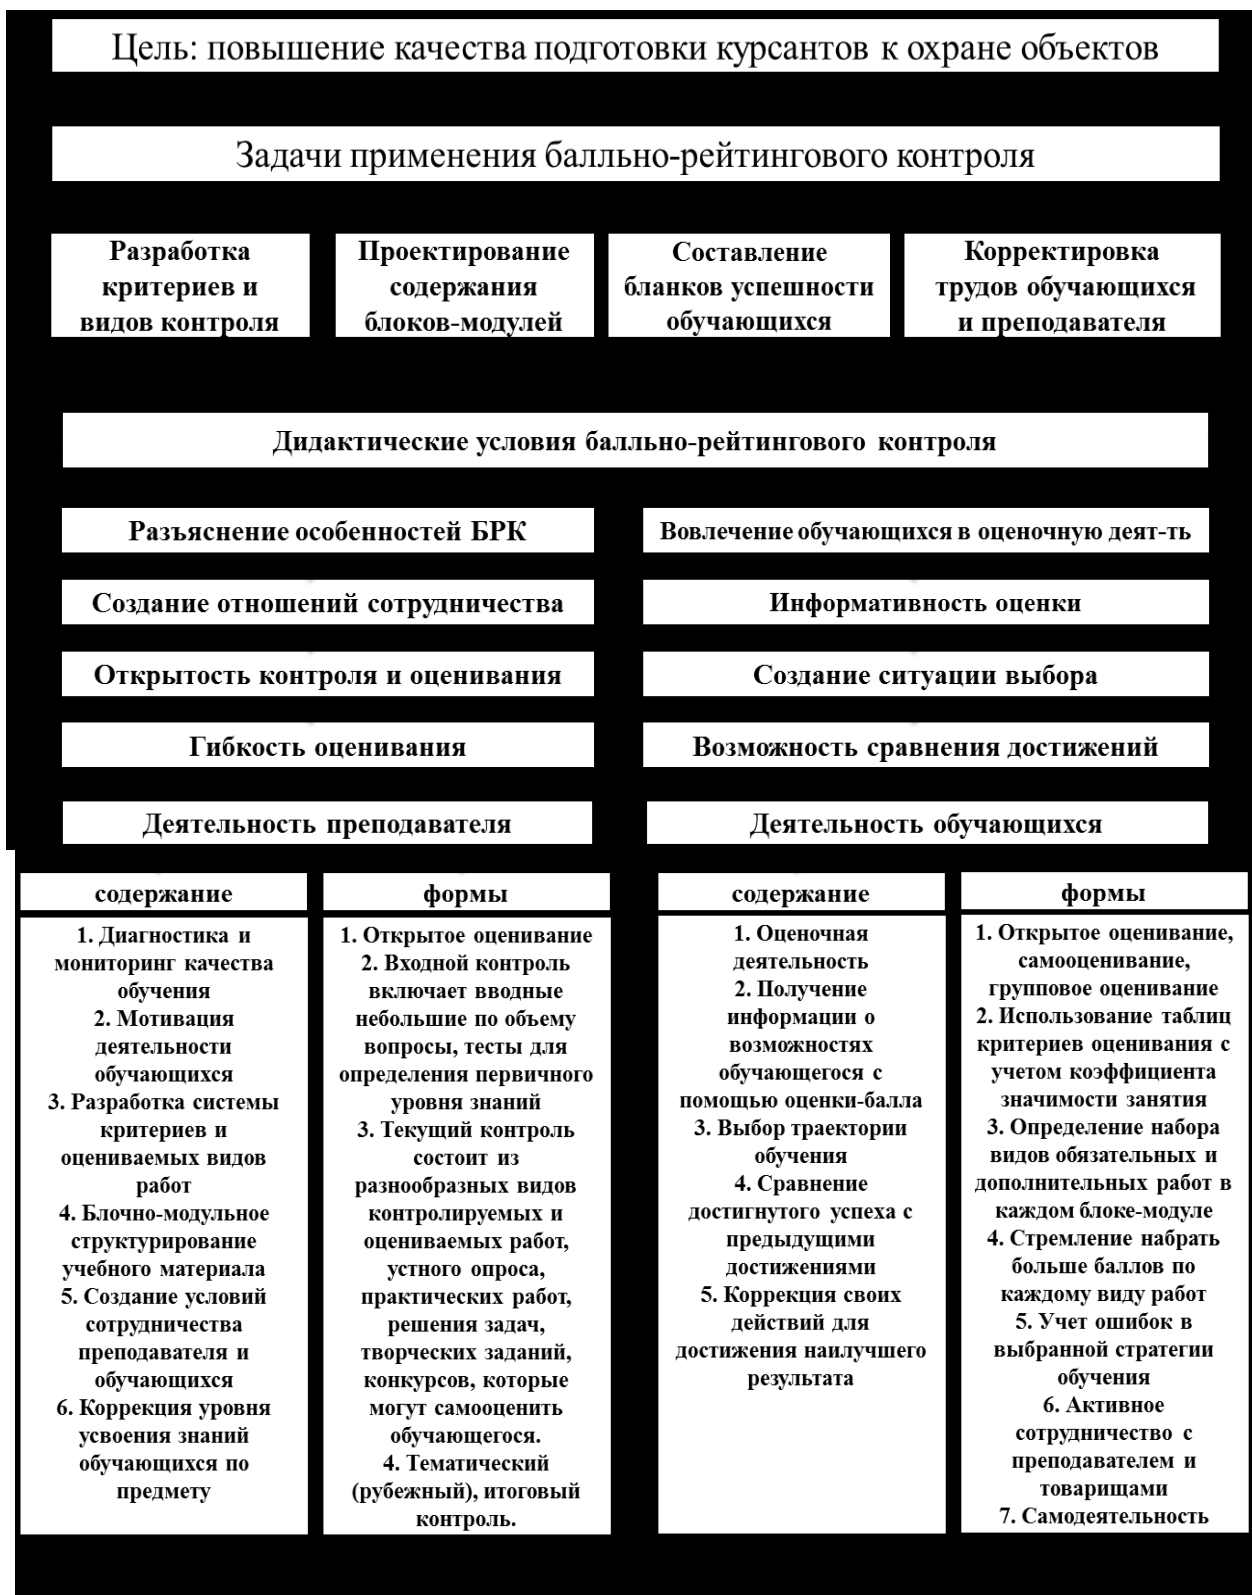 Цель: повышение качества подготовки курсантов к охране объектов
Задачи применения балльно-рейтингового контроля
Разработка
критериев и
видов контроля
Проектирование
содержания
блоков-модулей
Составление
бланков успешности
обучающихся
Корректировка
трудов обучающихся
и преподавателя
Дидактические условия балльно-рейтингового контроля
Разъяснение особенностей БРК
Вовлечение обучающихся в оценочную деят-ть
Создание отношений сотрудничества
Информативность оценки
Открытость контроля и оценивания
Создание ситуации выбора
Гибкость оценивания
Возможность сравнения достижений
Деятельность преподавателя
Деятельность обучающихся
содержание
1. Диагностика и
мониторинг качества
обучения
2. Мотивация
деятельности
обучающихся
3. Разработка системы
критериев и
оцениваемых видов
работ
4. Блочно-модульное
структурирование
учебного материала
5. Создание условий
сотрудничества
преподавателя и
обучающихся
6. Коррекция уровня
усвоения знаний
обучающихся по
предмету
формы
1. Открытое оценивание
2. Входной контроль
включает вводные
небольшие по объему
вопросы, тесты для
определения первичного
уровня знаний
3. Текущий контроль
состоит из
разнообразных видов
контролируемых и
оцениваемых работ,
устного опроса,
практических работ,
решения задач,
творческих заданий,
конкурсов, которые
могут самооценить
обучающегося.
4. Тематический
(рубежный), итоговый
контроль.
содержание
1. Оценочная
деятельность
2. Получение
информации о
возможностях
обучающегося с
помощью оценки-балла
3. Выбор траектории
обучения
4. Сравнение
достигнутого успеха с
предыдущими
достижениями
5. Коррекция своих
действий для
достижения наилучшего
результата
формы
1. Открытое оценивание,
самооценивание,
групповое оценивание
2. Использование таблиц
критериев оценивания с
учетом коэффициента
значимости занятия
3. Определение набора
видов обязательных и
дополнительных работ в
каждом блоке-модуле
4. Стремление набрать
больше баллов по
каждому виду работ
5. Учет ошибок в
выбранной стратегии
обучения
6. Активное
сотрудничество с
преподавателем и
товарищами
7. Самодеятельность